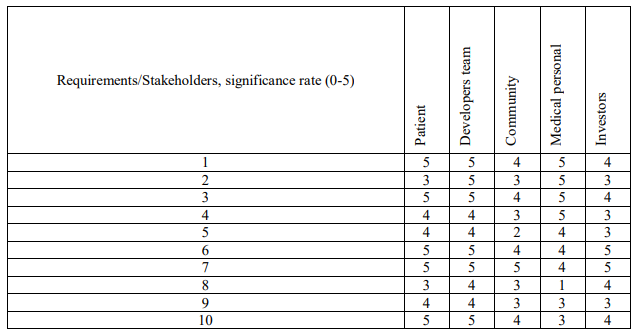 Requirements/Stakeholders, significance rate (0-5) Patient Developers team Community Medical personal Investors
1 5 5 4 5 4
2 3 5 3 5 3
3 5 5 4 5 4
4 4 4 3 5 3
5 4 4 2 4 3
6 5 5 4 4 5
7 5 5 5 4 5
8 3 4 3 1 4
9 4 4 3 3 3
10 5 5 4 3 4